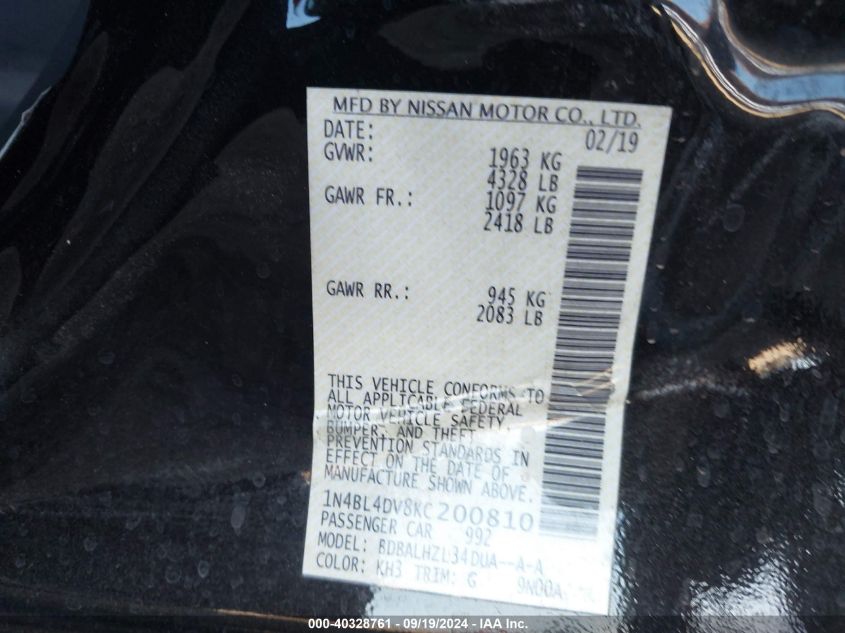 MFD BY NISSAN MOTOR CO., LTD.
DATE: 02/19
GVWR: 1963 KG
4328 LB
GAWR FR.: 1097 KG
2418 LB
GAWR RR.: 945 KG
2083 LB
THIS VEHICLE CONFORMS TO
ALL APPLICABLE FEDERAL
MOTOR VEHICLE SAFETY,
BUMPER, AND THEFT
PREVENTION STANDARDS IN
EFFECT ON THE DATE OF
MANUFACTURE SHOWN ABOVE.
1N4BL4DV8KC200810
PASSENGER CAR 992
MODEL: BDBALHZL34DUA--A-A
COLOR: KH3 TRIM: G
000-40328761 - 09/19/2024 - IAA Inc.